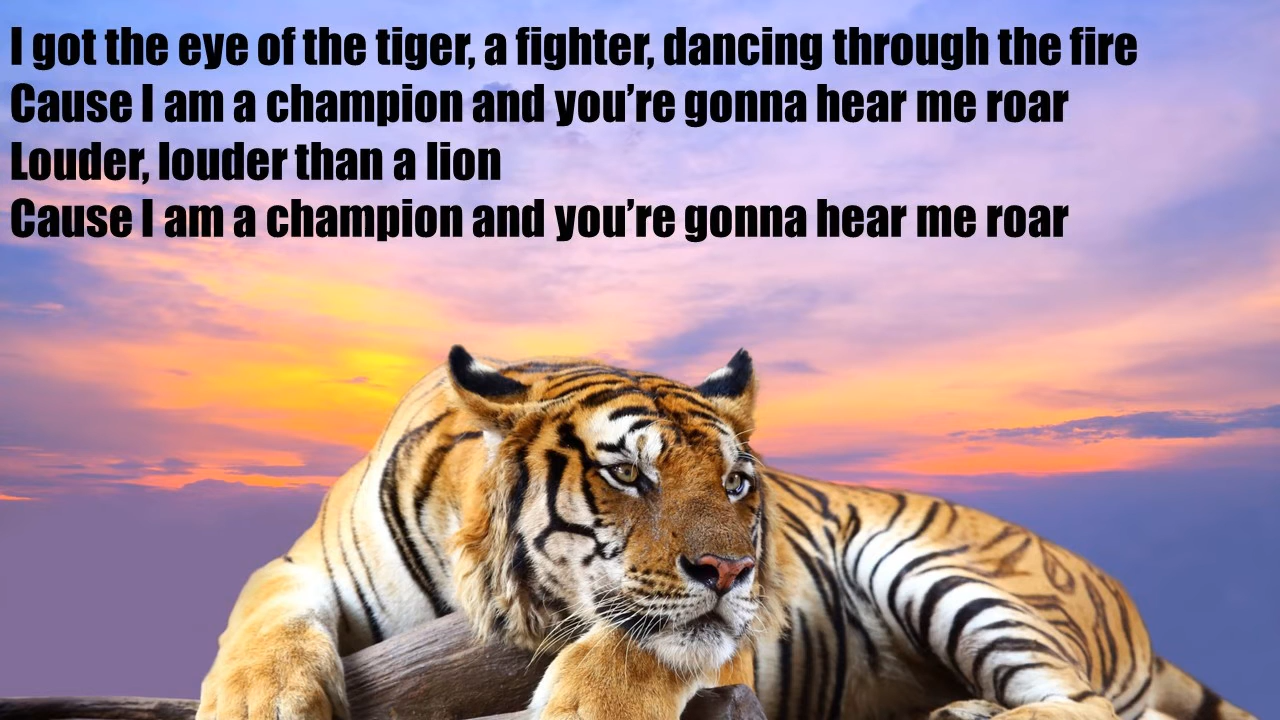 I got the eye of the tiger, a fighter, dancing through the fire
Cause I am a champion and you’re gonna hear me roar
Louder, louder than a lion
Cause I am a champion and you’re gonna hear me roar